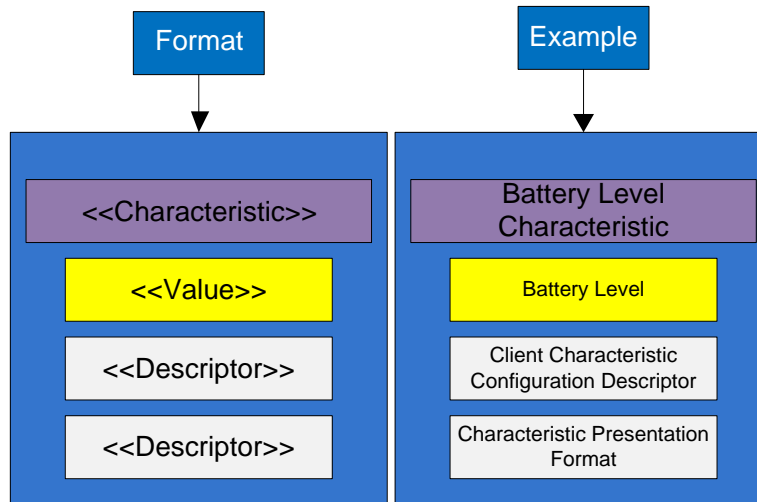 Format
Example
<<Characteristic>>
Battery Level
Characteristic
<<Value>>
Battery Level
<<Descriptor>>
Client Characteristic
Configuration Descriptor
<<Descriptor>>
Characteristic Presentation
Format